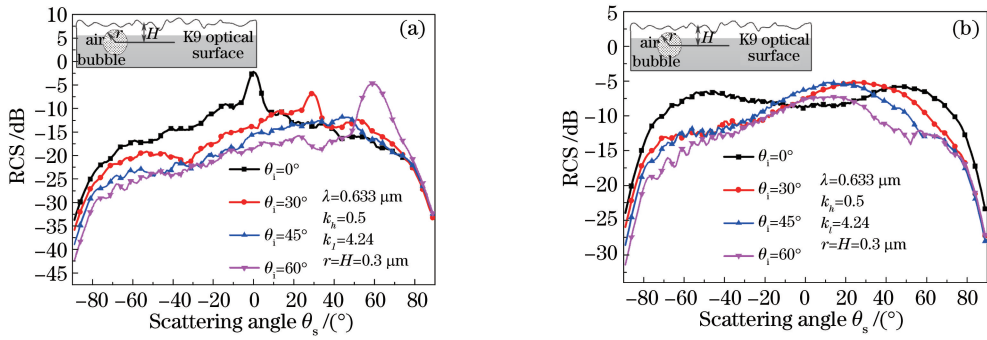 (a)
10
5
0
−5
−10
−15
−20
−25
−30
−35
−40
−45
RCS /dB
air r H K9 optical
bubble surface
θi=0°
θi=30°
θi=45°
θi=60°
λ=0.633 μm
kh=0.5
kl=4.24
r=H=0.3 μm
−80 −60 −40 −20 0 20 40 60 80
Scattering angle θs /(°)
(b)
10
5
0
−5
−10
−15
−20
−25
−30
RCS /dB
air r H K9 optical
bubble surface
θi=0°
θi=30°
θi=45°
θi=60°
λ=0.633 μm
kh=0.5
kl=4.24
r=H=0.3 μm
−80 −60 −40 −20 0 20 40 60 80
Scattering angle θs /(°)